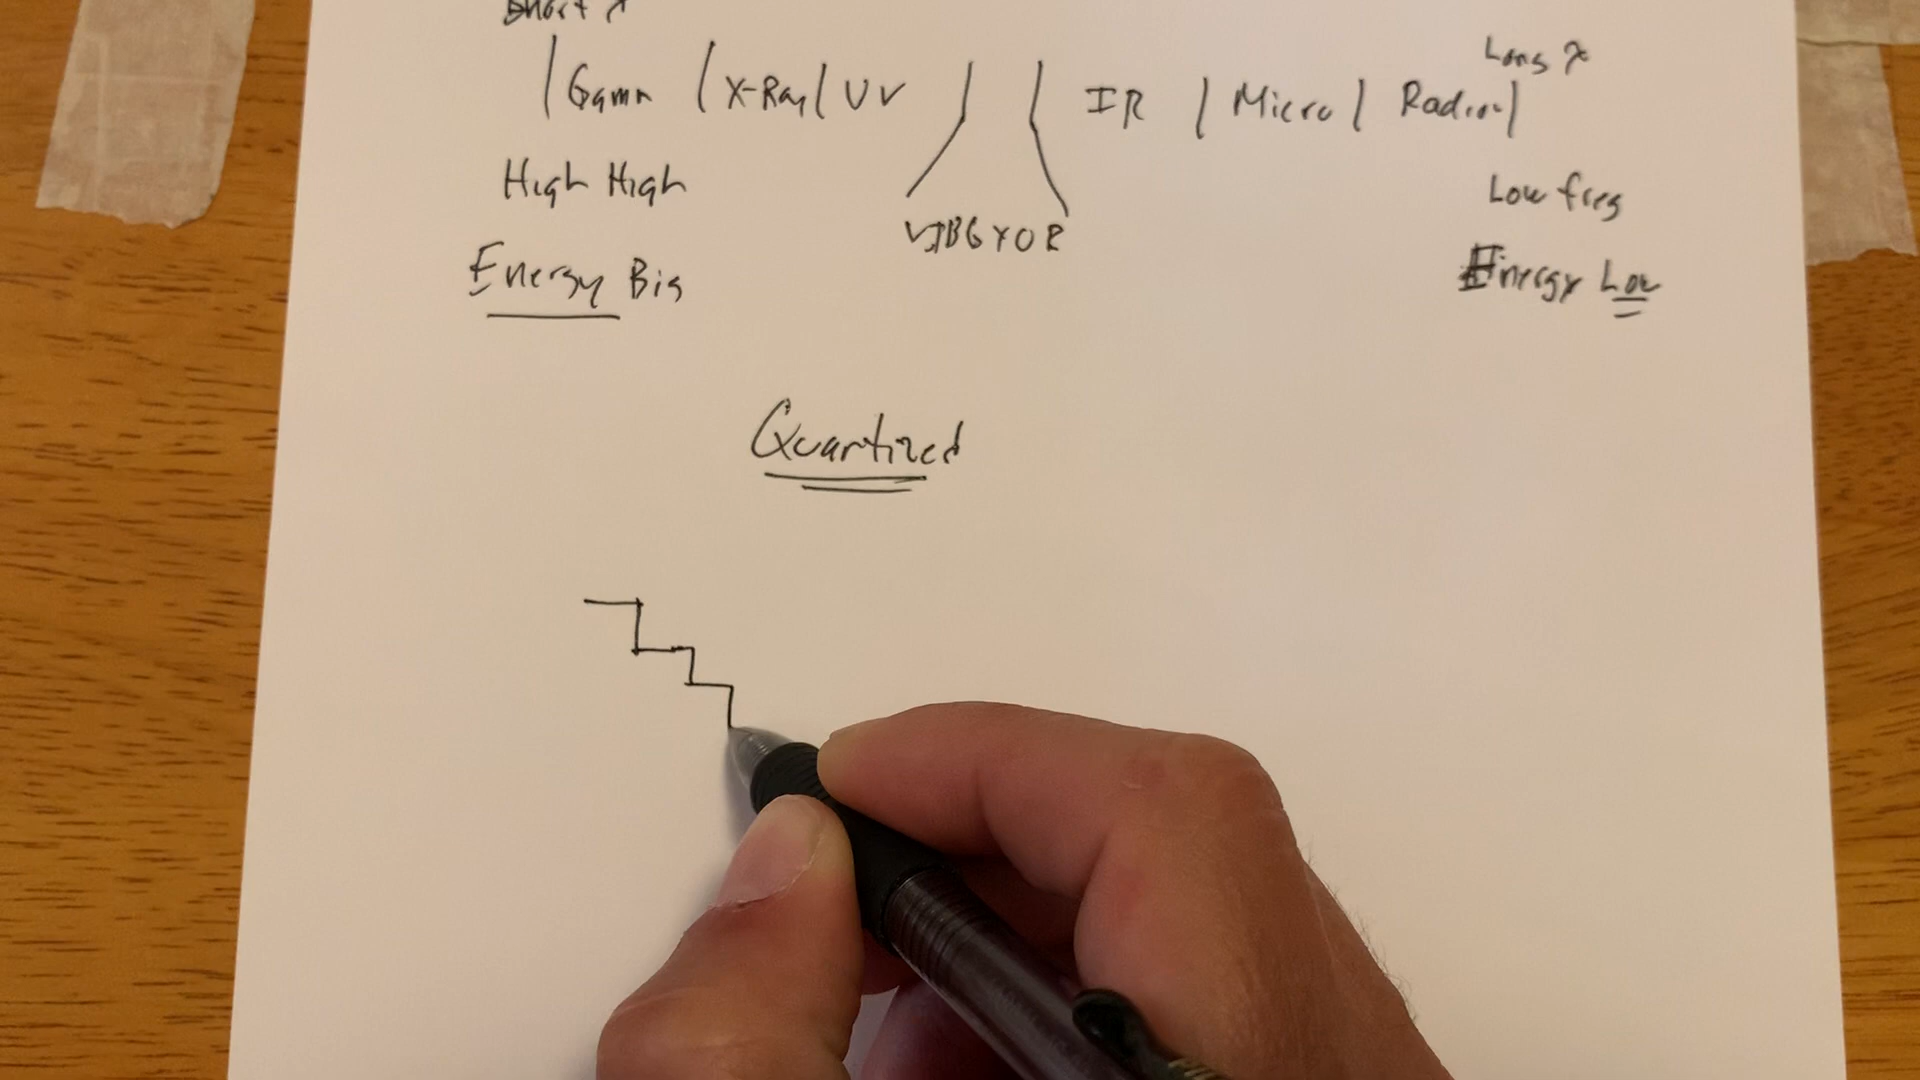 Short λ
Long λ
| Gamm | X-Ray | UV | | IR | Micro | Radio |
High High
Low freq
VIBGYOR
Energy Big
Energy Low
Quantized